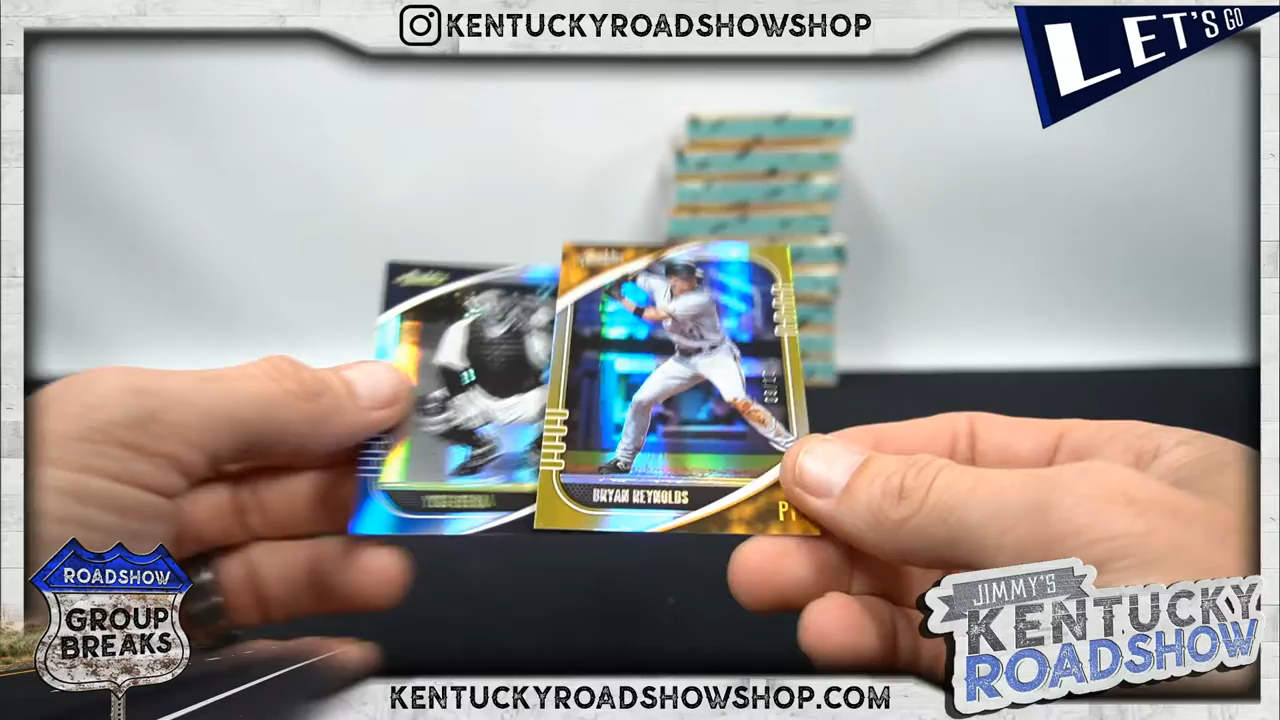 KENTUCKYROADSHOWSHOP
LET'S GO
BRYAN REYNOLDS
ROADSHOW
GROUP
BREAKS
JIMMY'S
KENTUCKY
ROADSHOW
KENTUCKYROADSHOWSHOP.COM